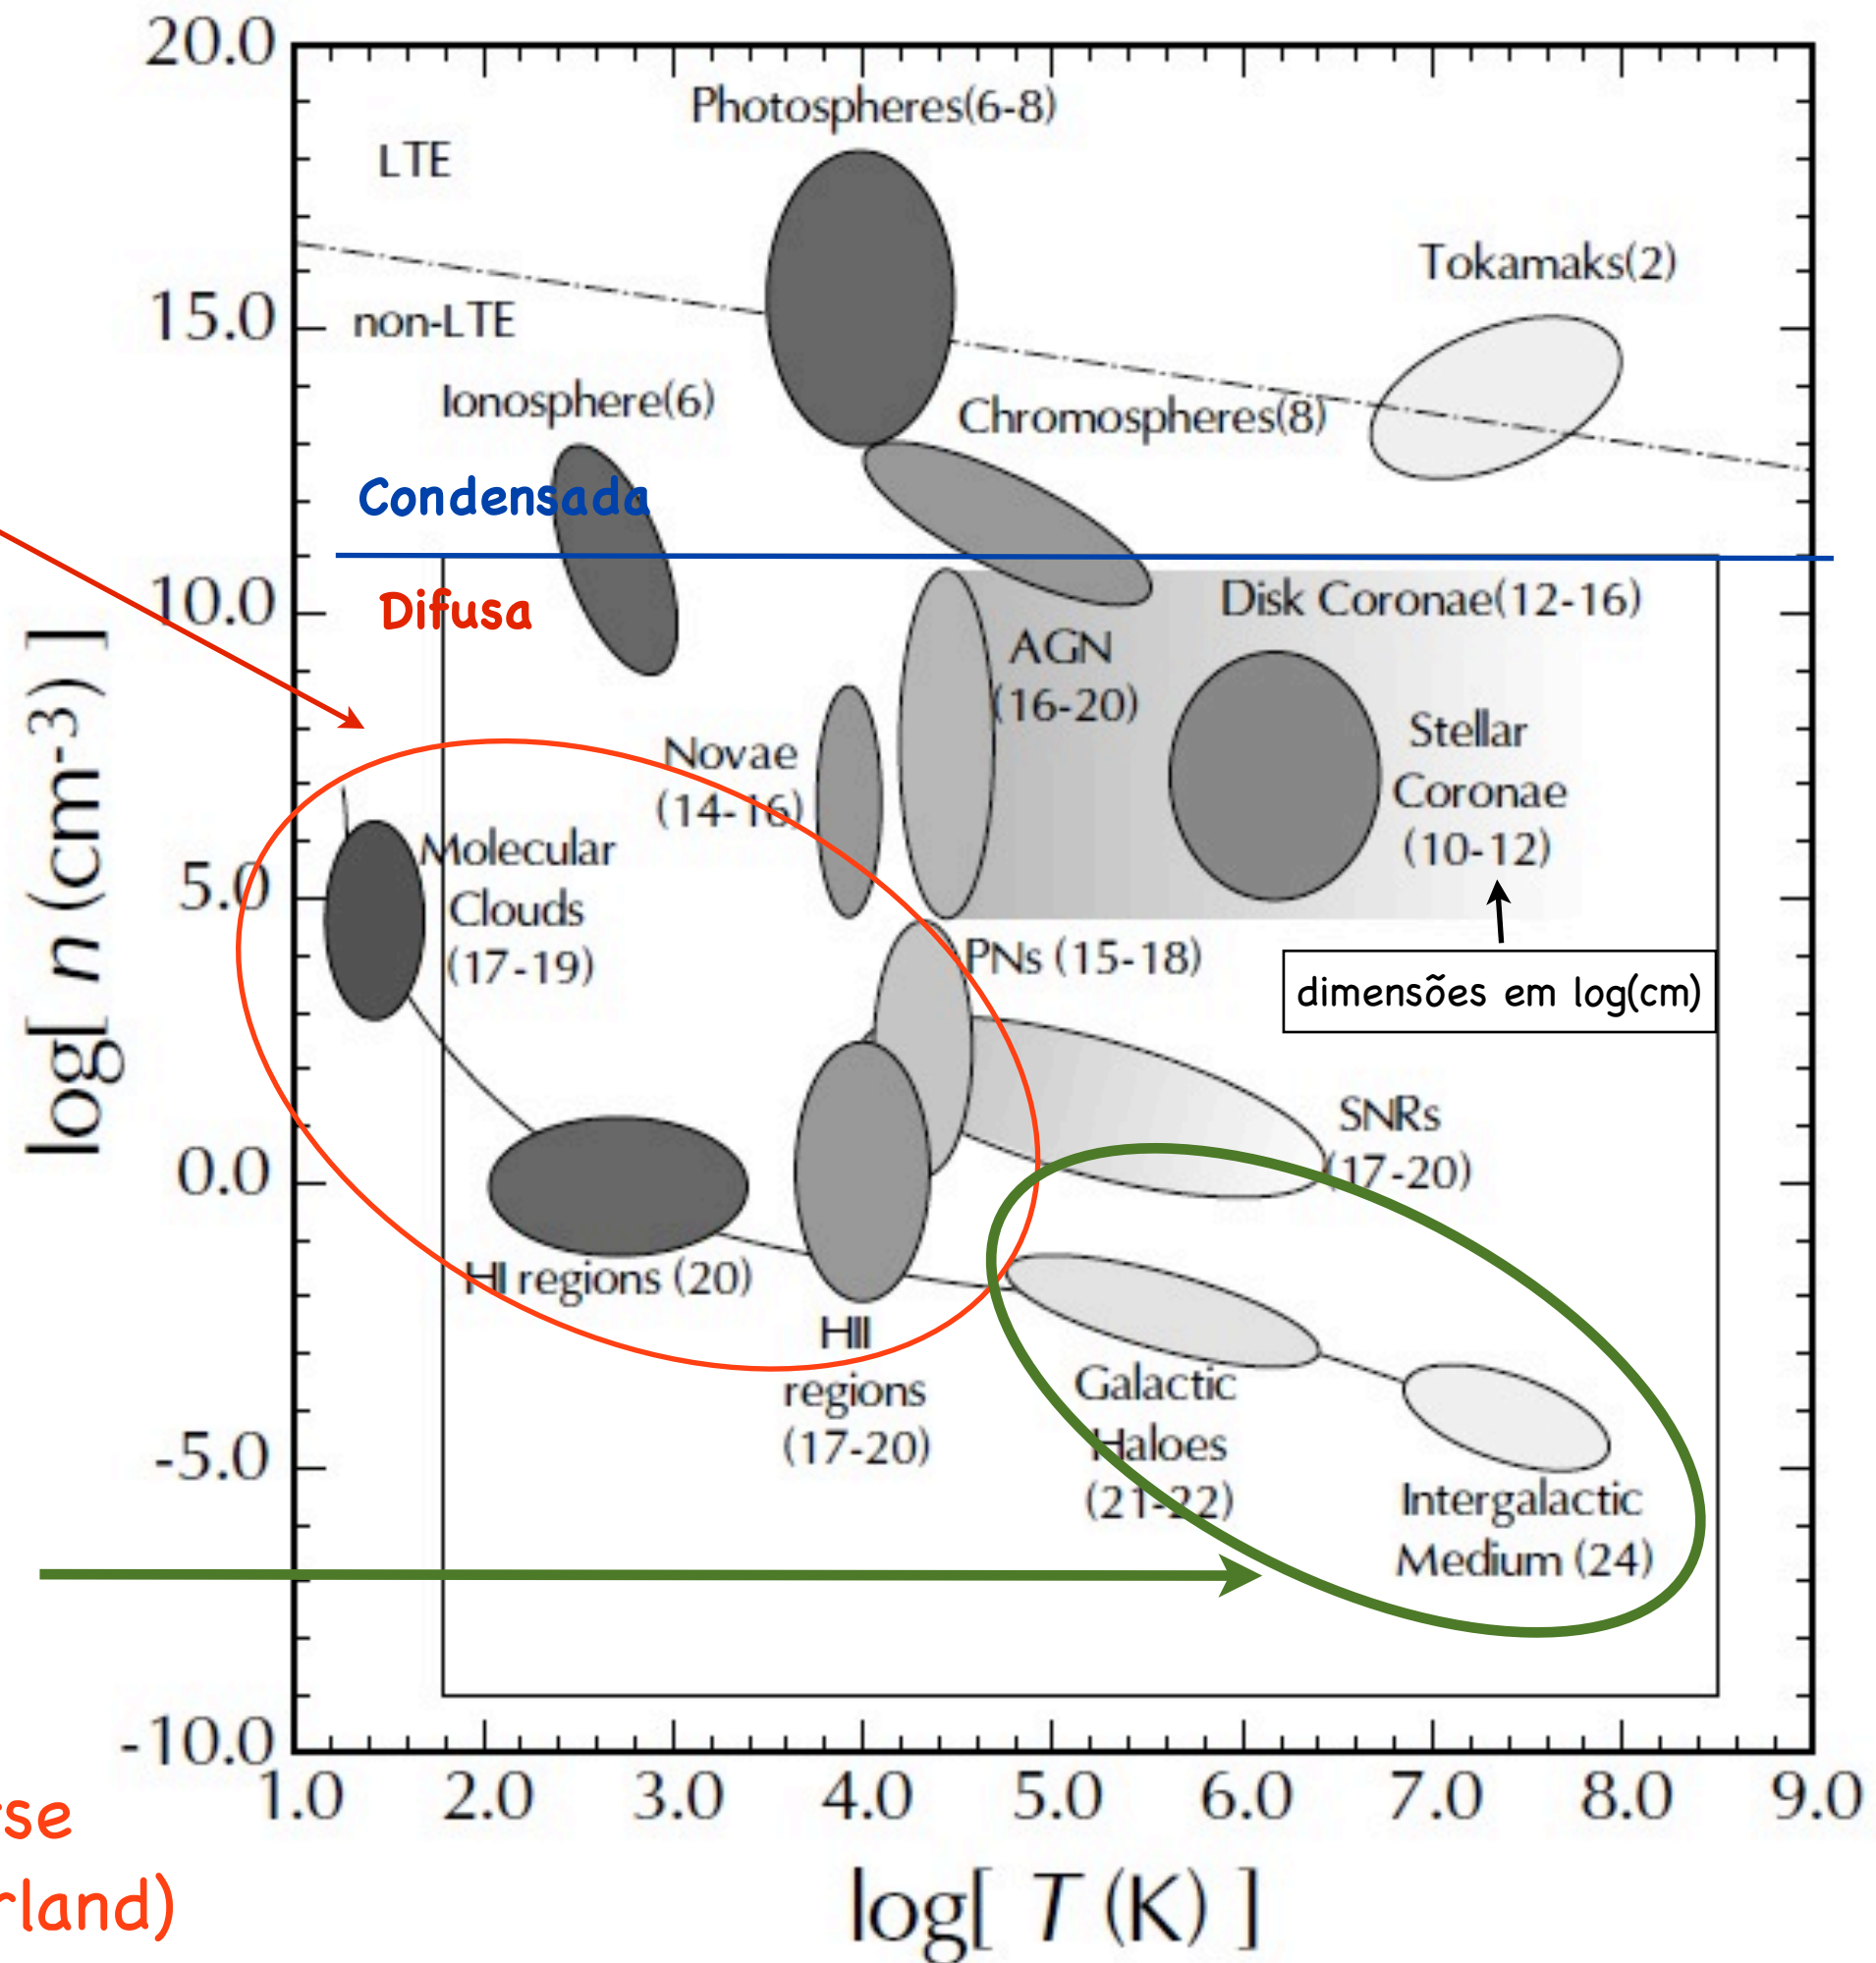 20.0
Photospheres(6-8)
LTE
Tokamaks(2)
15.0
non-LTE
Ionosphere(6)
Chromospheres(8)
Condensada
10.0
Difusa
Disk Coronae(12-16)
AGN
(16-20)
Stellar
Coronae
(10-12)
Novae
(14-16)
Molecular
Clouds
(17-19)
5.0
PNs (15-18)
dimensões em log(cm)
log[ n (cm-3) ]
SNRs
(17-20)
0.0
HI regions (20)
HII
regions
(17-20)
Galactic
Haloes
(21-22)
-5.0
Intergalactic
Medium (24)
-10.0
1.0 2.0 3.0 4.0 5.0 6.0 7.0 8.0 9.0
log[ T (K) ]
rse
rland)